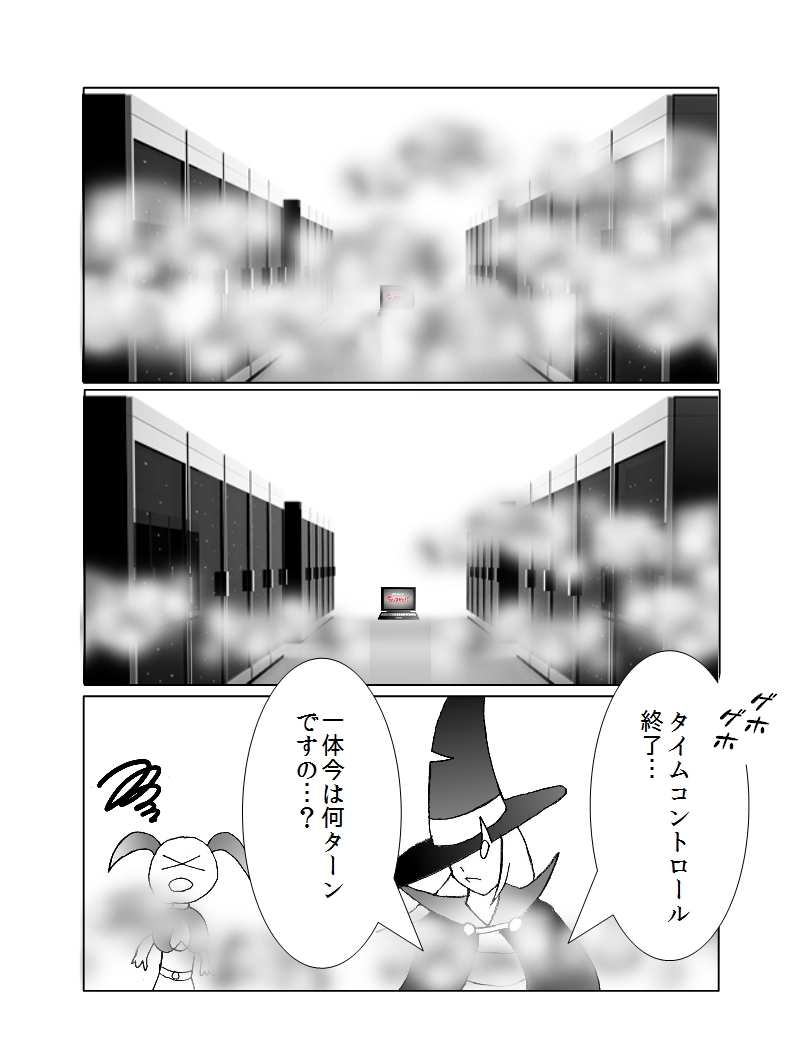 ゲホ
ゲホ
タイムコントロール
終了…
一体今は何ターン
ですの…？